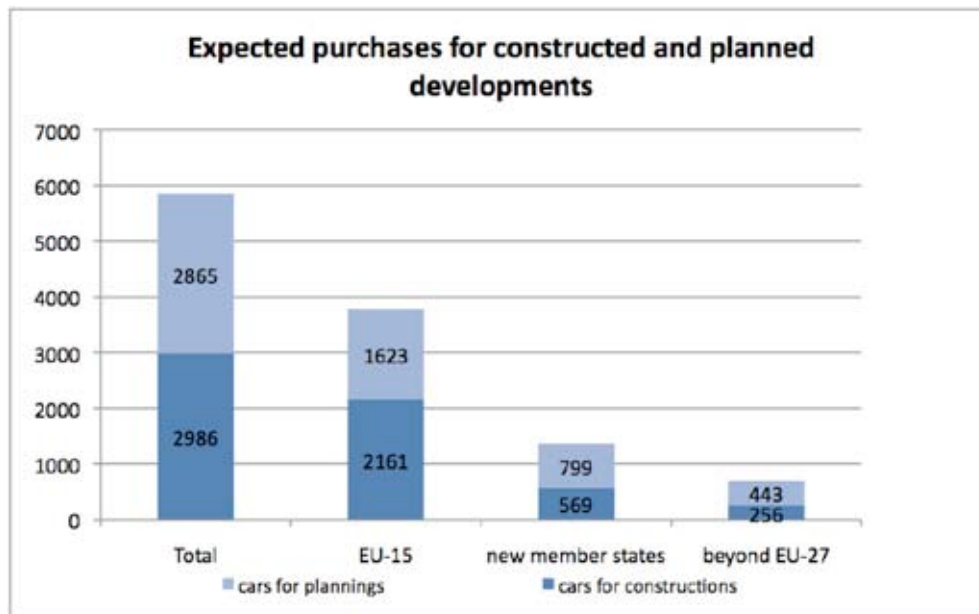 Expected purchases for constructed and planned
developments
7000
6000
5000
4000
3000
2000
1000
0
2865
2986
1623
2161
799
569
443
256
Total
EU-15
new member states
beyond EU-27
cars for plannings
cars for constructions